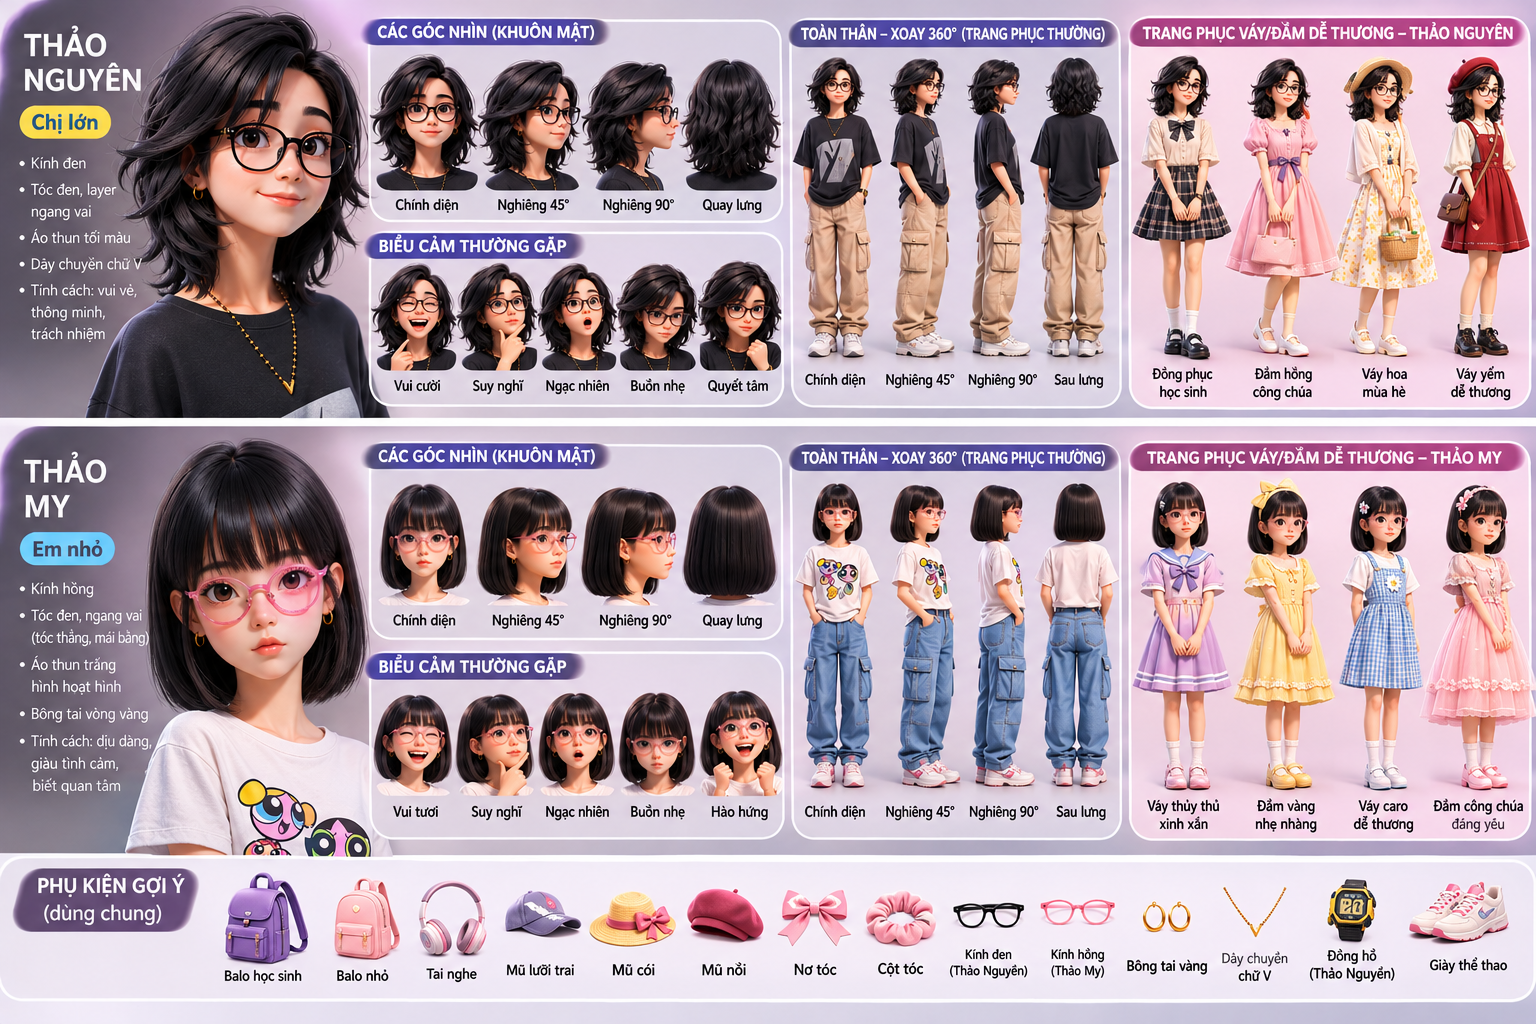 THẢO
NGUYÊN
Chị lớn
• Kính đen
• Tóc đen, layer
ngang vai
• Áo thun tối màu
• Dây chuyền chữ V
• Tính cách: vui vẻ,
thông minh,
trách nhiệm
CÁC GÓC NHÌN (KHUÔN MẶT)
Chính diện
Nghiêng 45°
Nghiêng 90°
Quay lưng
BIỂU CẢM THƯỜNG GẶP
Vui cười
Suy nghĩ
Ngạc nhiên
Buồn nhẹ
Quyết tâm
TOÀN THÂN – XOAY 360° (TRANG PHỤC THƯỜNG)
Chính diện
Nghiêng 45°
Nghiêng 90°
Sau lưng
TRANG PHỤC VÁY/ĐẦM DỄ THƯƠNG – THẢO NGUYÊN
Đồng phục
học sinh
Đầm hồng
công chúa
Váy hoa
mùa hè
Váy yếm
dễ thương
THẢO
MY
Em nhỏ
• Kính hồng
• Tóc đen, ngang vai
(tóc thẳng, mái bằng)
• Áo thun trắng
hình hoạt hình
• Bông tai vòng vàng
• Tính cách: dịu dàng,
giàu tình cảm,
biết quan tâm
CÁC GÓC NHÌN (KHUÔN MẶT)
Chính diện
Nghiêng 45°
Nghiêng 90°
Quay lưng
BIỂU CẢM THƯỜNG GẶP
Vui tươi
Suy nghĩ
Ngạc nhiên
Buồn nhẹ
Hào hứng
TOÀN THÂN – XOAY 360° (TRANG PHỤC THƯỜNG)
Chính diện
Nghiêng 45°
Nghiêng 90°
Sau lưng
TRANG PHỤC VÁY/ĐẦM DỄ THƯƠNG – THẢO MY
Váy thủy thủ
xinh xắn
Đầm vàng
nhẹ nhàng
Váy caro
dễ thương
Đầm công chúa
đáng yêu
PHỤ KIỆN GỢI Ý
(dùng chung)
Balo học sinh
Balo nhỏ
Tai nghe
Mũ lưỡi trai
Mũ cói
Mũ nồi
Nơ tóc
Cột tóc
Kính đen
(Thảo Nguyên)
Kính hồng
(Thảo My)
Bông tai vàng
Dây chuyền
chữ V
Đồng hồ
(Thảo Nguyên)
Giày thể thao